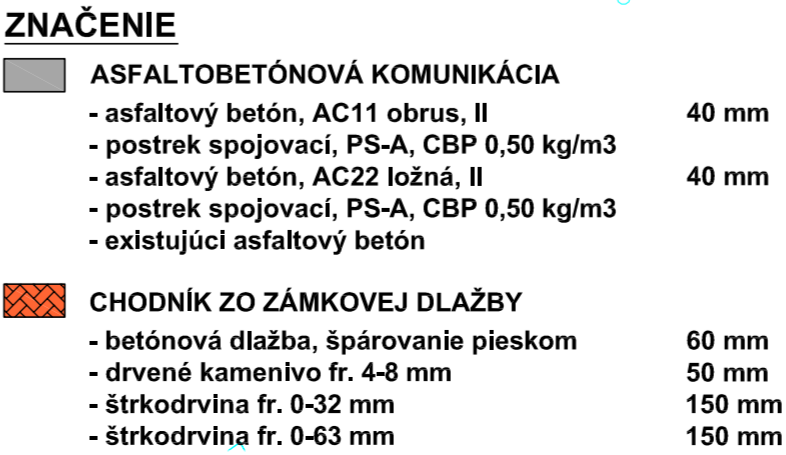 ZNAČENIE
ASFALTOBETÓNOVÁ KOMUNIKÁCIA
- asfaltový betón, AC11 obrus, II 40 mm
- postrek spojovací, PS-A, CBP 0,50 kg/m3
- asfaltový betón, AC22 ložná, II 40 mm
- postrek spojovací, PS-A, CBP 0,50 kg/m3
- existujúci asfaltový betón
CHODNÍK ZO ZÁMKOVEJ DLAŽBY
- betónová dlažba, špárovanie pieskom 60 mm
- drvené kamenivo fr. 4-8 mm 50 mm
- štrkodrvina fr. 0-32 mm 150 mm
- štrkodrvina fr. 0-63 mm 150 mm